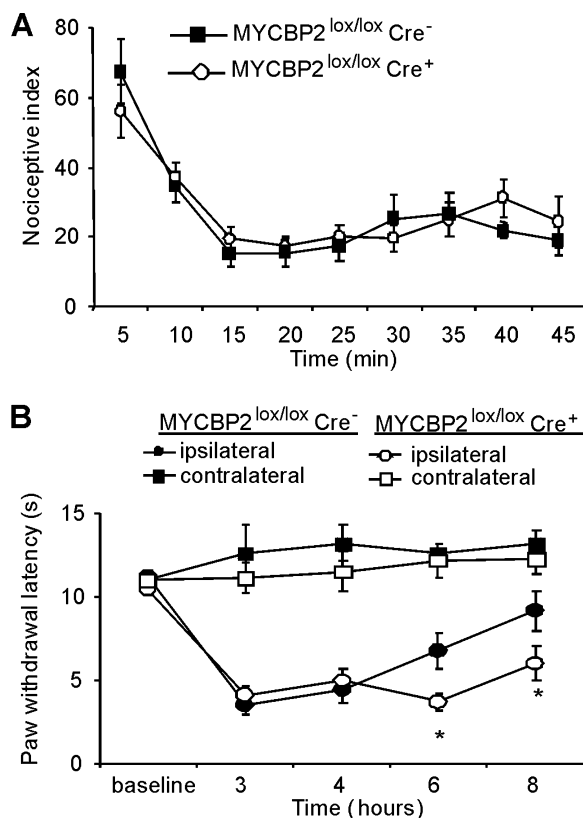 A
MYCBP2 lox/lox Cre-
MYCBP2 lox/lox Cre+
Nociceptive index
80
60
40
20
0
5 10 15 20 25 30 35 40 45
Time (min)
B
MYCBP2 lox/lox Cre- MYCBP2 lox/lox Cre+
ipsilateral ipsilateral
contralateral contralateral
Paw withdrawal latency (s)
15
10
5
0
* *
baseline 3 4 6 8
Time (hours)